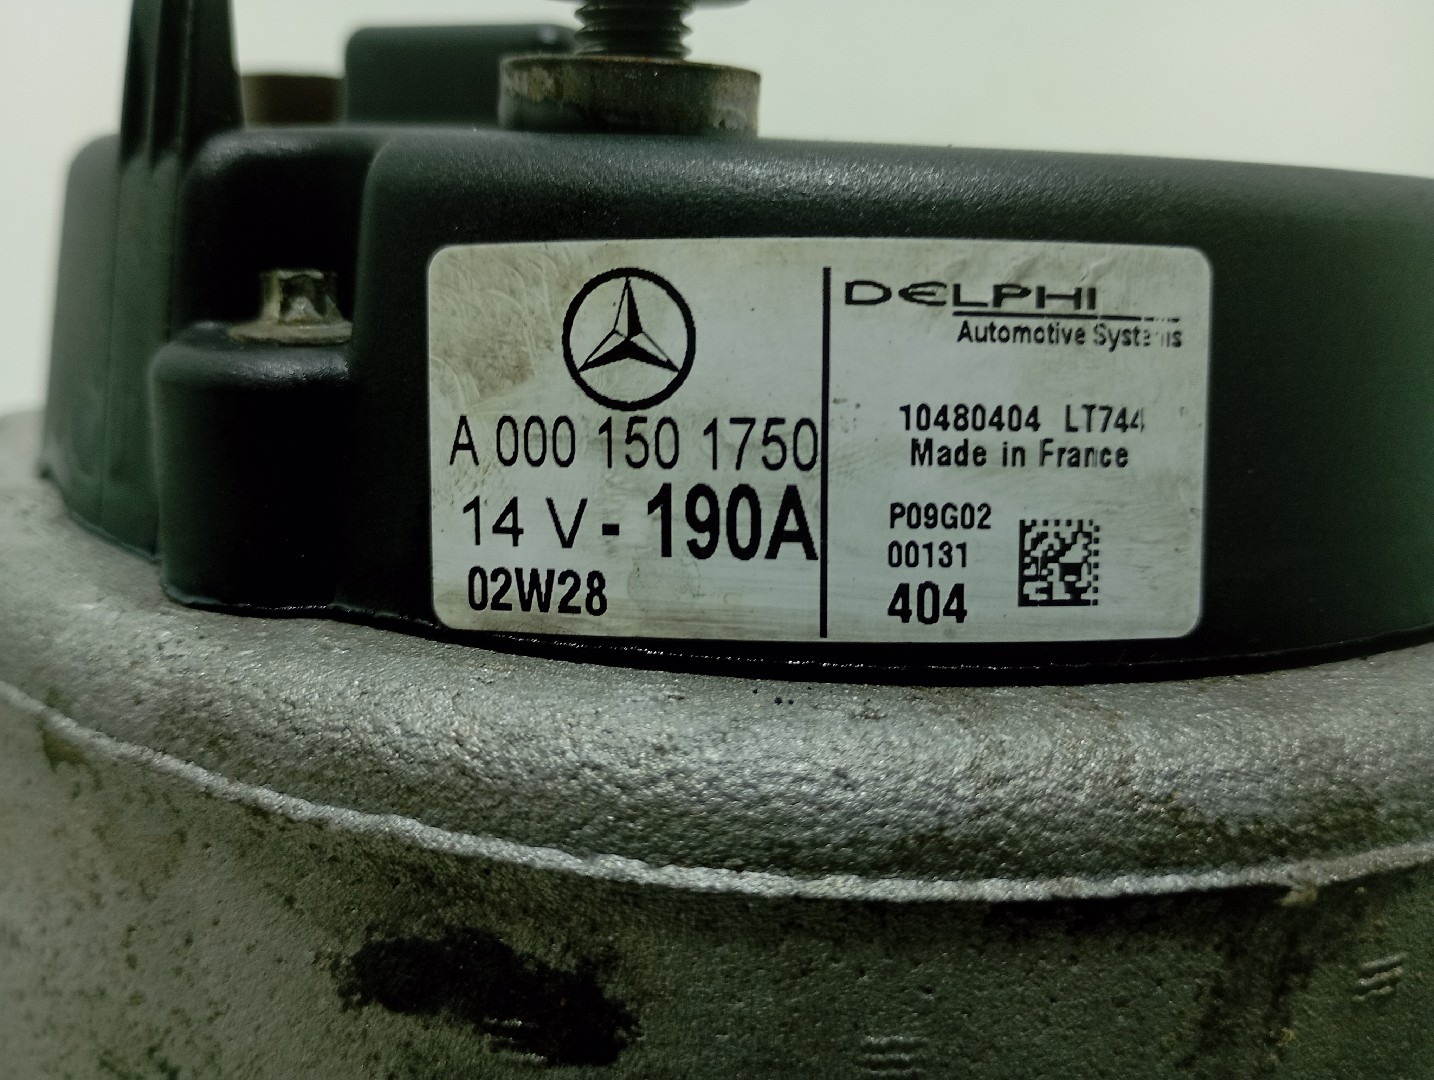 A 000 150 1750
14 V - 190A
02W28
DELPHI
Automotive Systems
10480404 LT744
Made in France
P09G02
00131
404